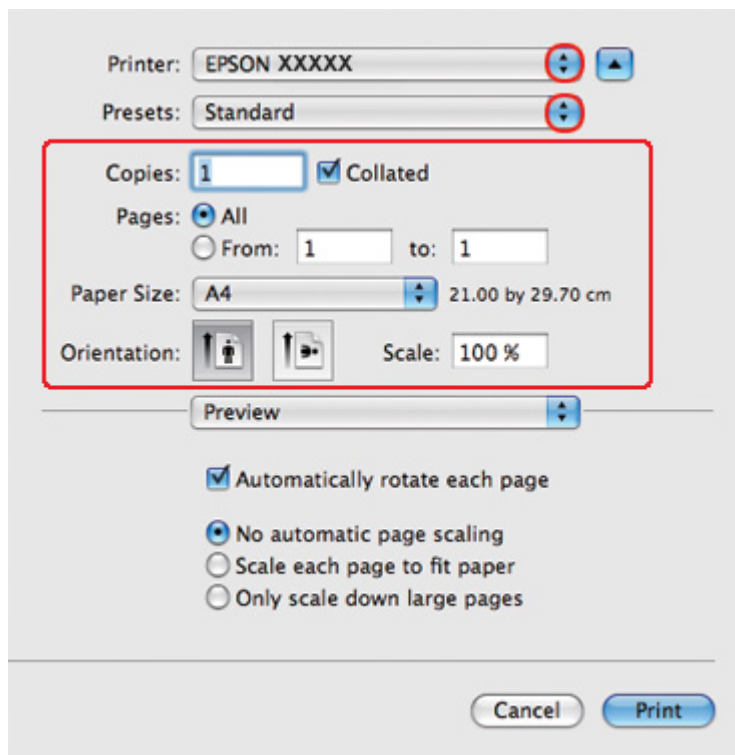 Printer: EPSON XXXXX
Presets: Standard
Copies: 1 Collated
Pages: All
From: 1 to: 1
Paper Size: A4 21.00 by 29.70 cm
Orientation: Scale: 100 %
Preview
Automatically rotate each page
No automatic page scaling
Scale each page to fit paper
Only scale down large pages
Cancel Print